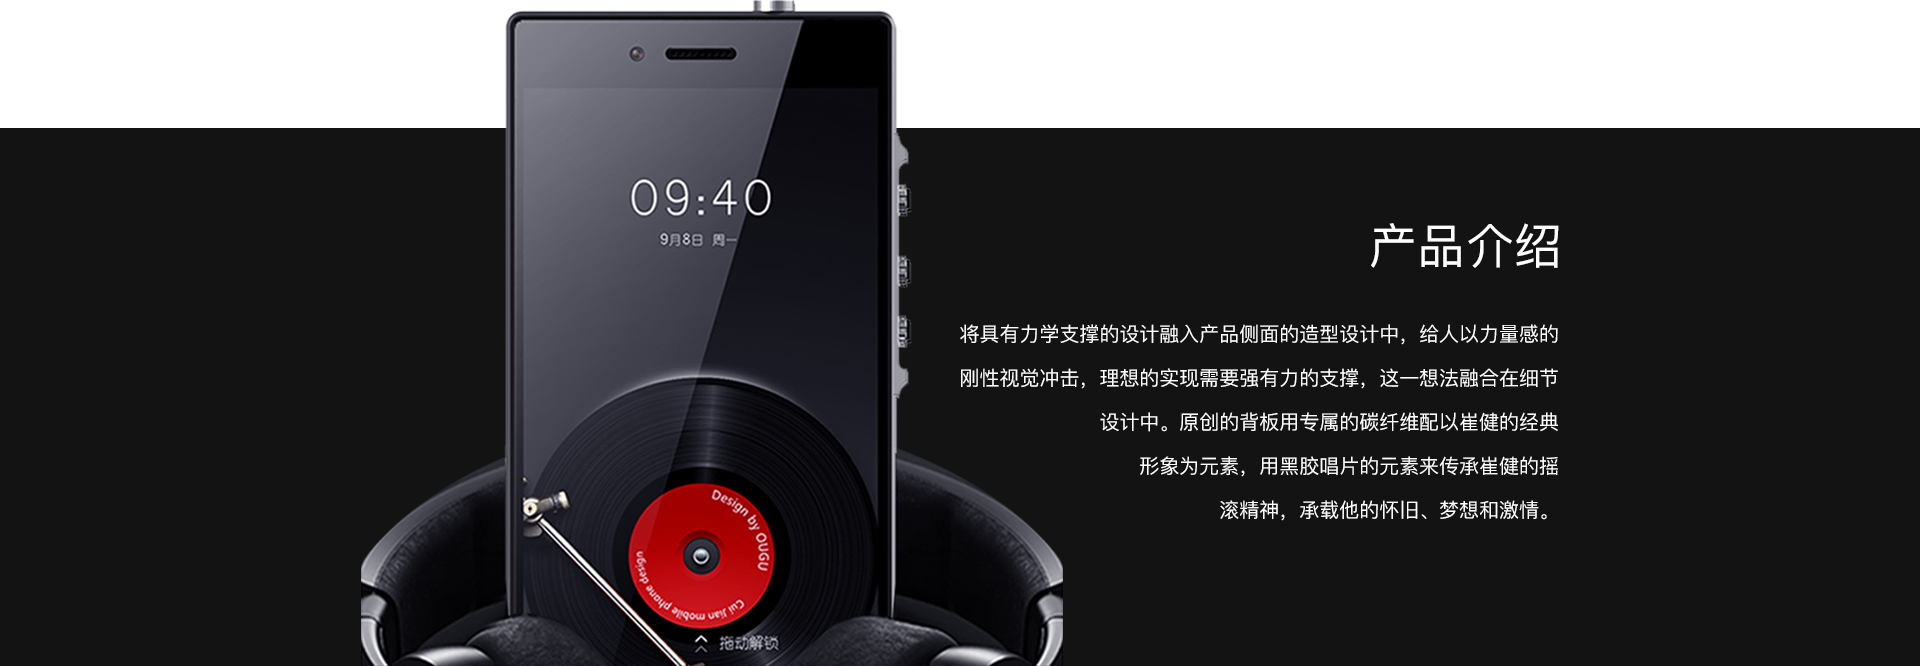 09:40
9月8日 周一
Design by OUGU
Cui Jian mobile phone design
拖动解锁
产品介绍
将具有力学支撑的设计融入产品侧面的造型设计中，给人以力量感的
刚性视觉冲击，理想的实现需要强有力的支撑，这一想法融合在细节
设计中。原创的背板用专属的碳纤维配以崔健的经典
形象为元素，用黑胶唱片的元素来传承崔健的摇
滚精神，承载他的怀旧、梦想和激情。